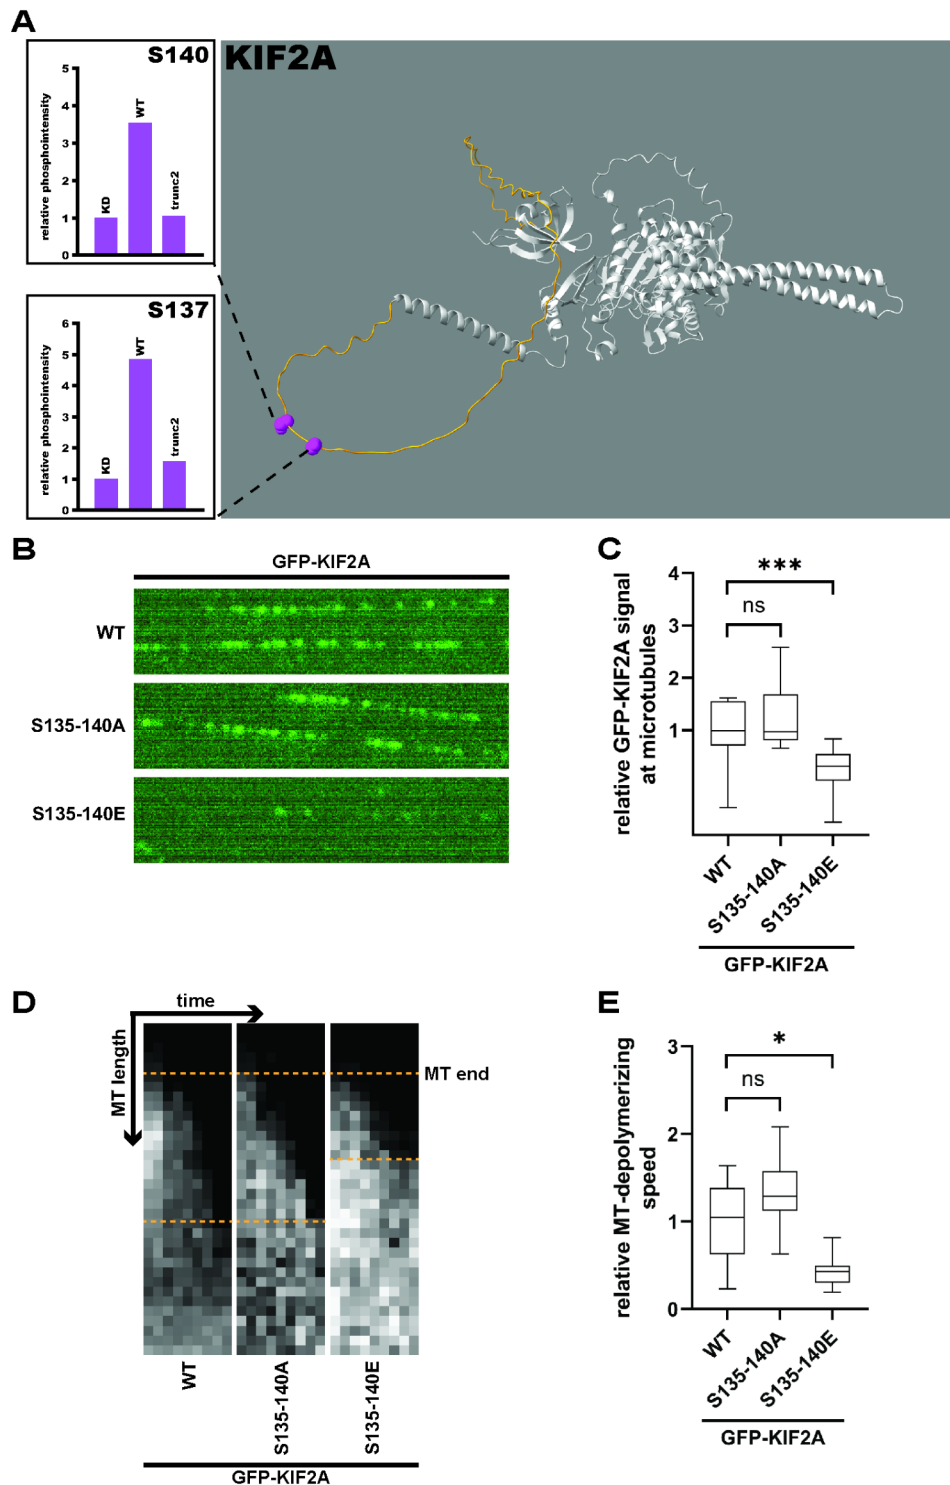 A
S140
KIF2A
relative phosphointensity
5
4
3
2
1
0
KD
WT
trunc2
S137
relative phosphointensity
6
5
4
3
2
1
0
KD
WT
trunc2
B
GFP-KIF2A
WT
S135-140A
S135-140E
C
relative GFP-KIF2A signal
at microtubules
4
3
2
1
***
ns
WT
S135-140A
S135-140E
GFP-KIF2A
D
time
MT length
MT end
WT
S135-140A
S135-140E
GFP-KIF2A
E
relative MT-depolymerizing
speed
3
2
1
0
*
ns
WT
S135-140A
S135-140E
GFP-KIF2A